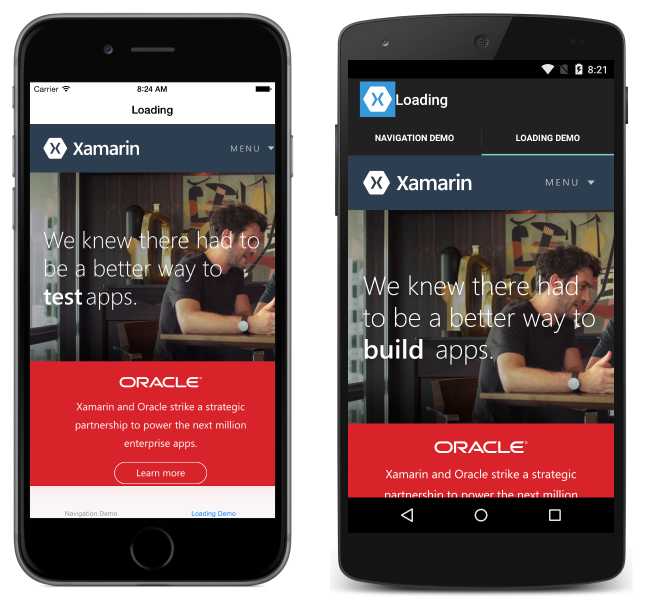 Carrier
8:24 AM
Loading
Xamarin
MENU
We knew there had to
be a better way to
test apps.
ORACLE®
Xamarin and Oracle strike a strategic
partnership to power the next million
enterprise apps.
Learn more
Navigation Demo
Loading Demo
8:21
Loading
NAVIGATION DEMO
LOADING DEMO
Xamarin
MENU
We knew there had
to be a better way to
build apps.
ORACLE®
Xamarin and Oracle strike a strategic
partnership to power the next million